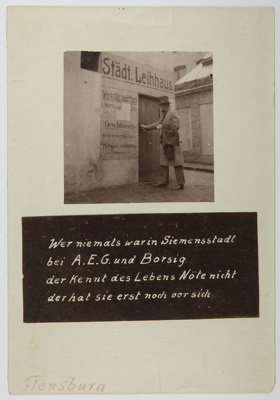 Städt. Leihhaus
Wer niemals war in Siemensstadt
bei A.E.G. und Borsig
der kennt des Lebens Nöte nicht
der hat sie erst noch vor sich
Flensburg